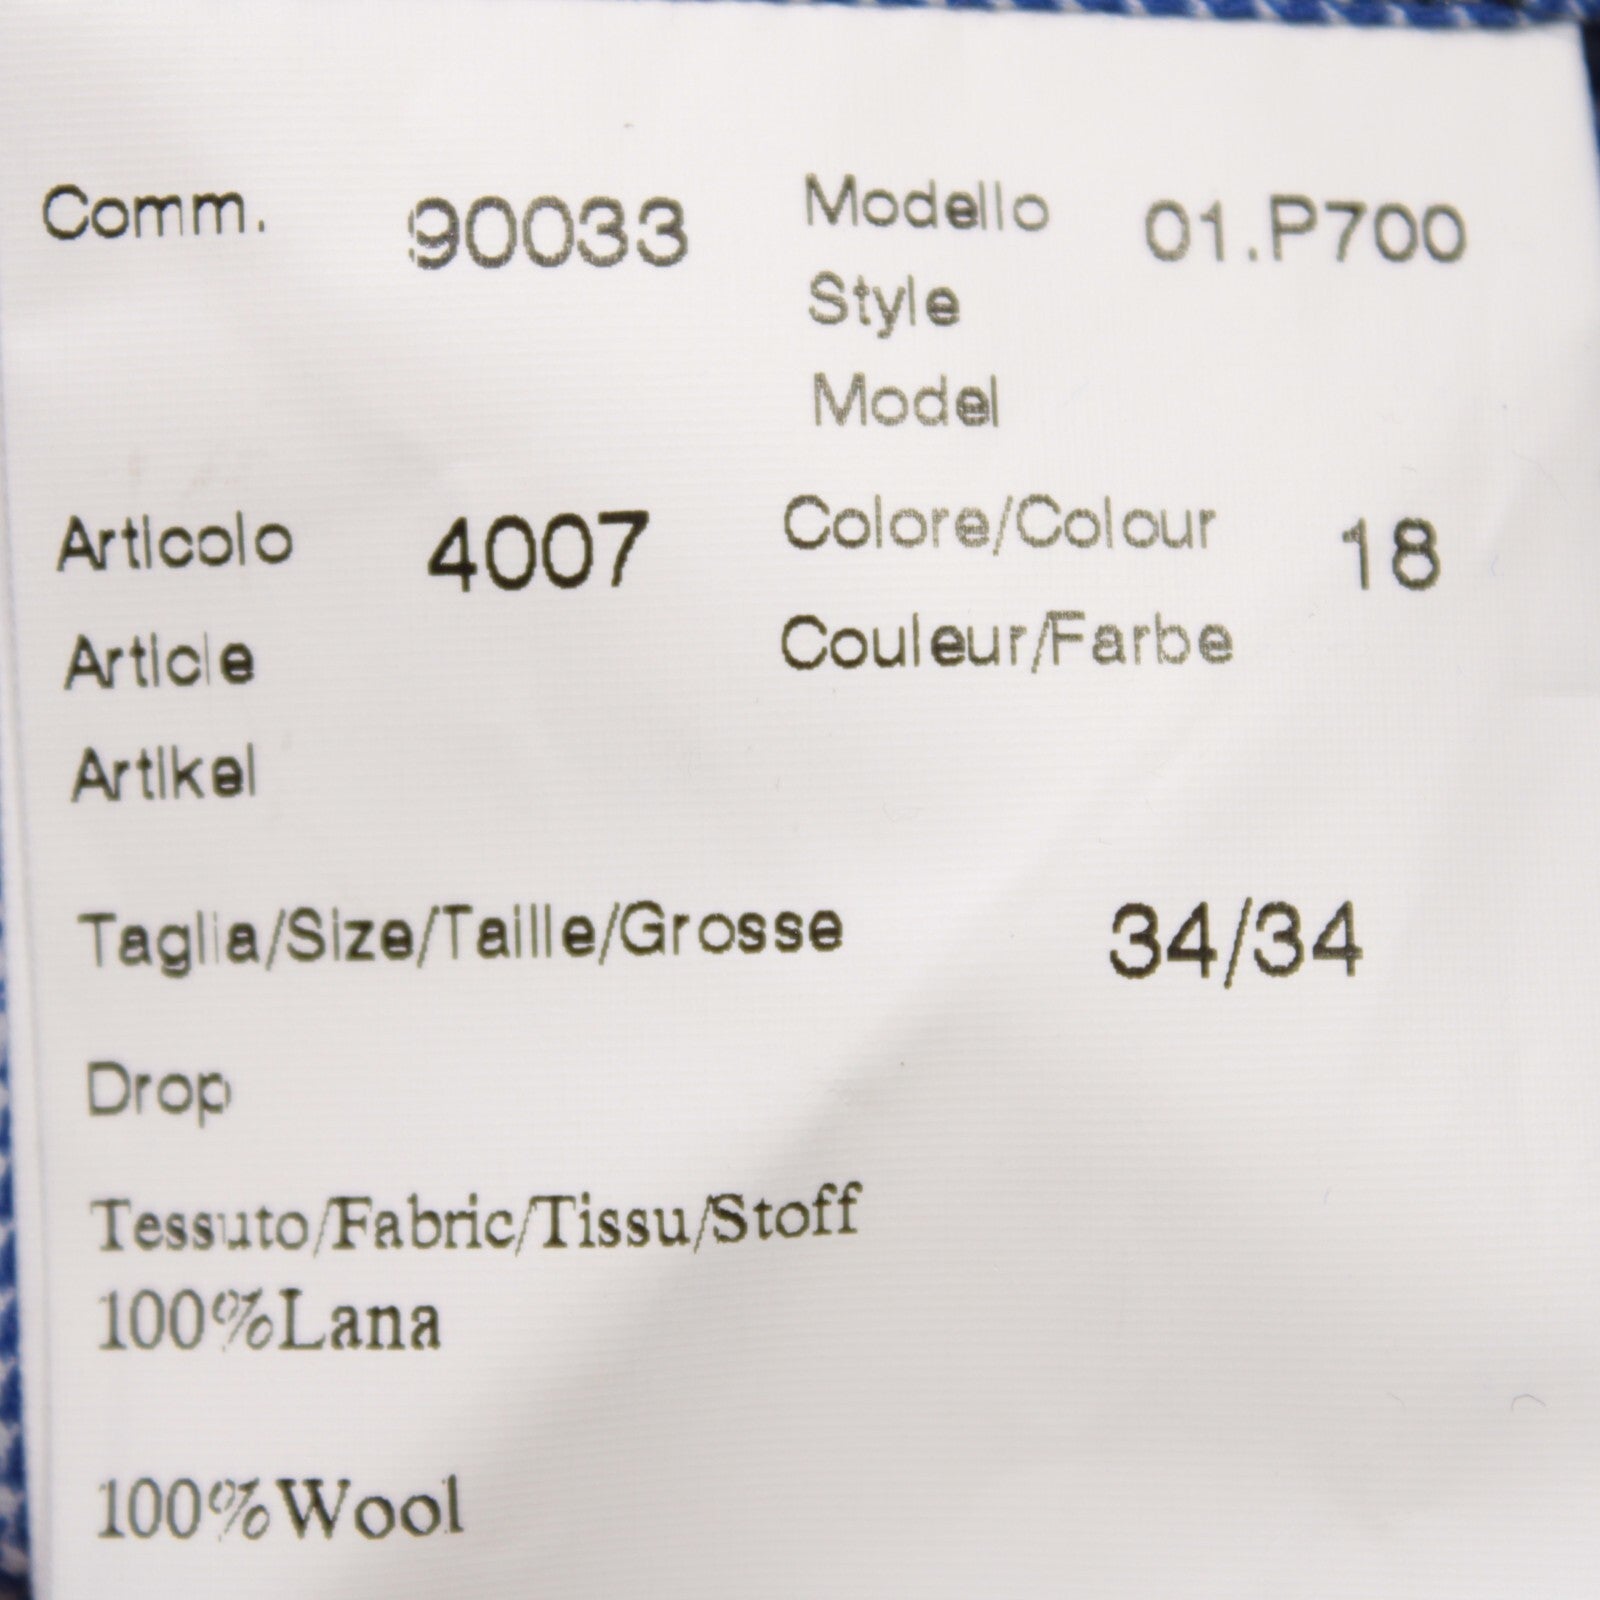 Comm. 90033 Modello 01.P700
Style
Model
Articolo 4007 Colore/Colour 18
Article Couleur/Farbe
Artikel
Taglia/Size/Taille/Grosse 34/34
Drop
Tessuto/Fabric/Tissu/Stoff
100%Lana
100%Wool